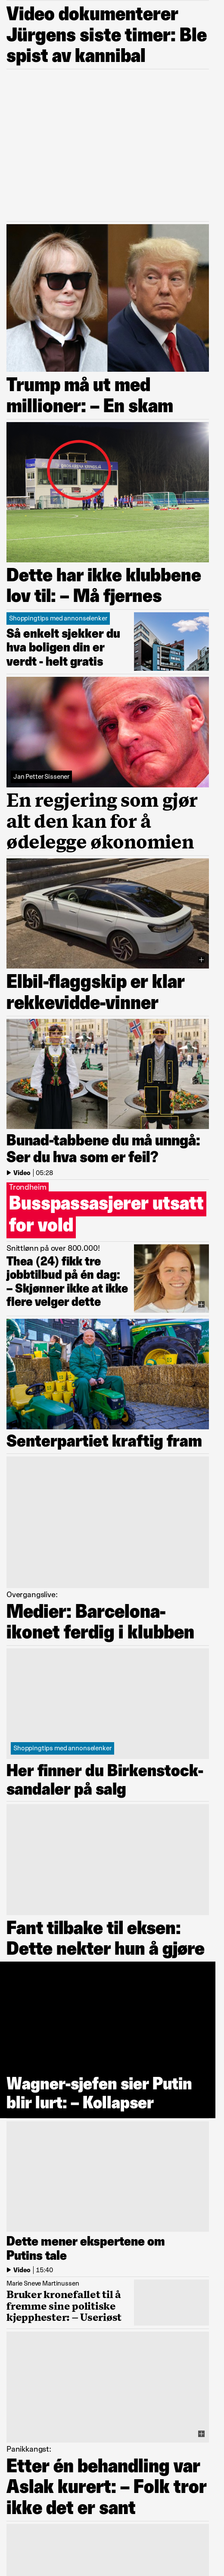 Video dokumenterer
Jürgens siste timer: Ble
spist av kannibal
Trump må ut med
millioner: – En skam
Dette har ikke klubbene
lov til: – Må fjernes
Shoppingtips med annonselenker
Så enkelt sjekker du
hva boligen din er
verdt - helt gratis
Jan Petter Sissener
En regjering som gjør
alt den kan for å
ødelegge økonomien
Elbil-flaggskip er klar
rekkevidde-vinner
Bunad-tabbene du må unngå:
Ser du hva som er feil?
Video | 05:28
Trondheim
Busspassasjerer utsatt
for vold
Snittlønn på over 800.000!
Thea (24) fikk tre
jobbtilbud på én dag:
– Skjønner ikke at ikke
flere velger dette
Senterpartiet kraftig fram
Overgangslive:
Medier: Barcelona-
ikonet ferdig i klubben
Shoppingtips med annonselenker
Her finner du Birkenstock-
sandaler på salg
Fant tilbake til eksen:
Dette nekter hun å gjøre
Wagner-sjefen sier Putin
blir lurt: – Kollapser
Dette mener ekspertene om
Putins tale
Video | 15:40
Marie Sneve Martinussen
Bruker kronefallet til å
fremme sine politiske
kjepphester: – Useriøst
Panikkangst:
Etter én behandling var
Aslak kurert: – Folk tror
ikke det er sant